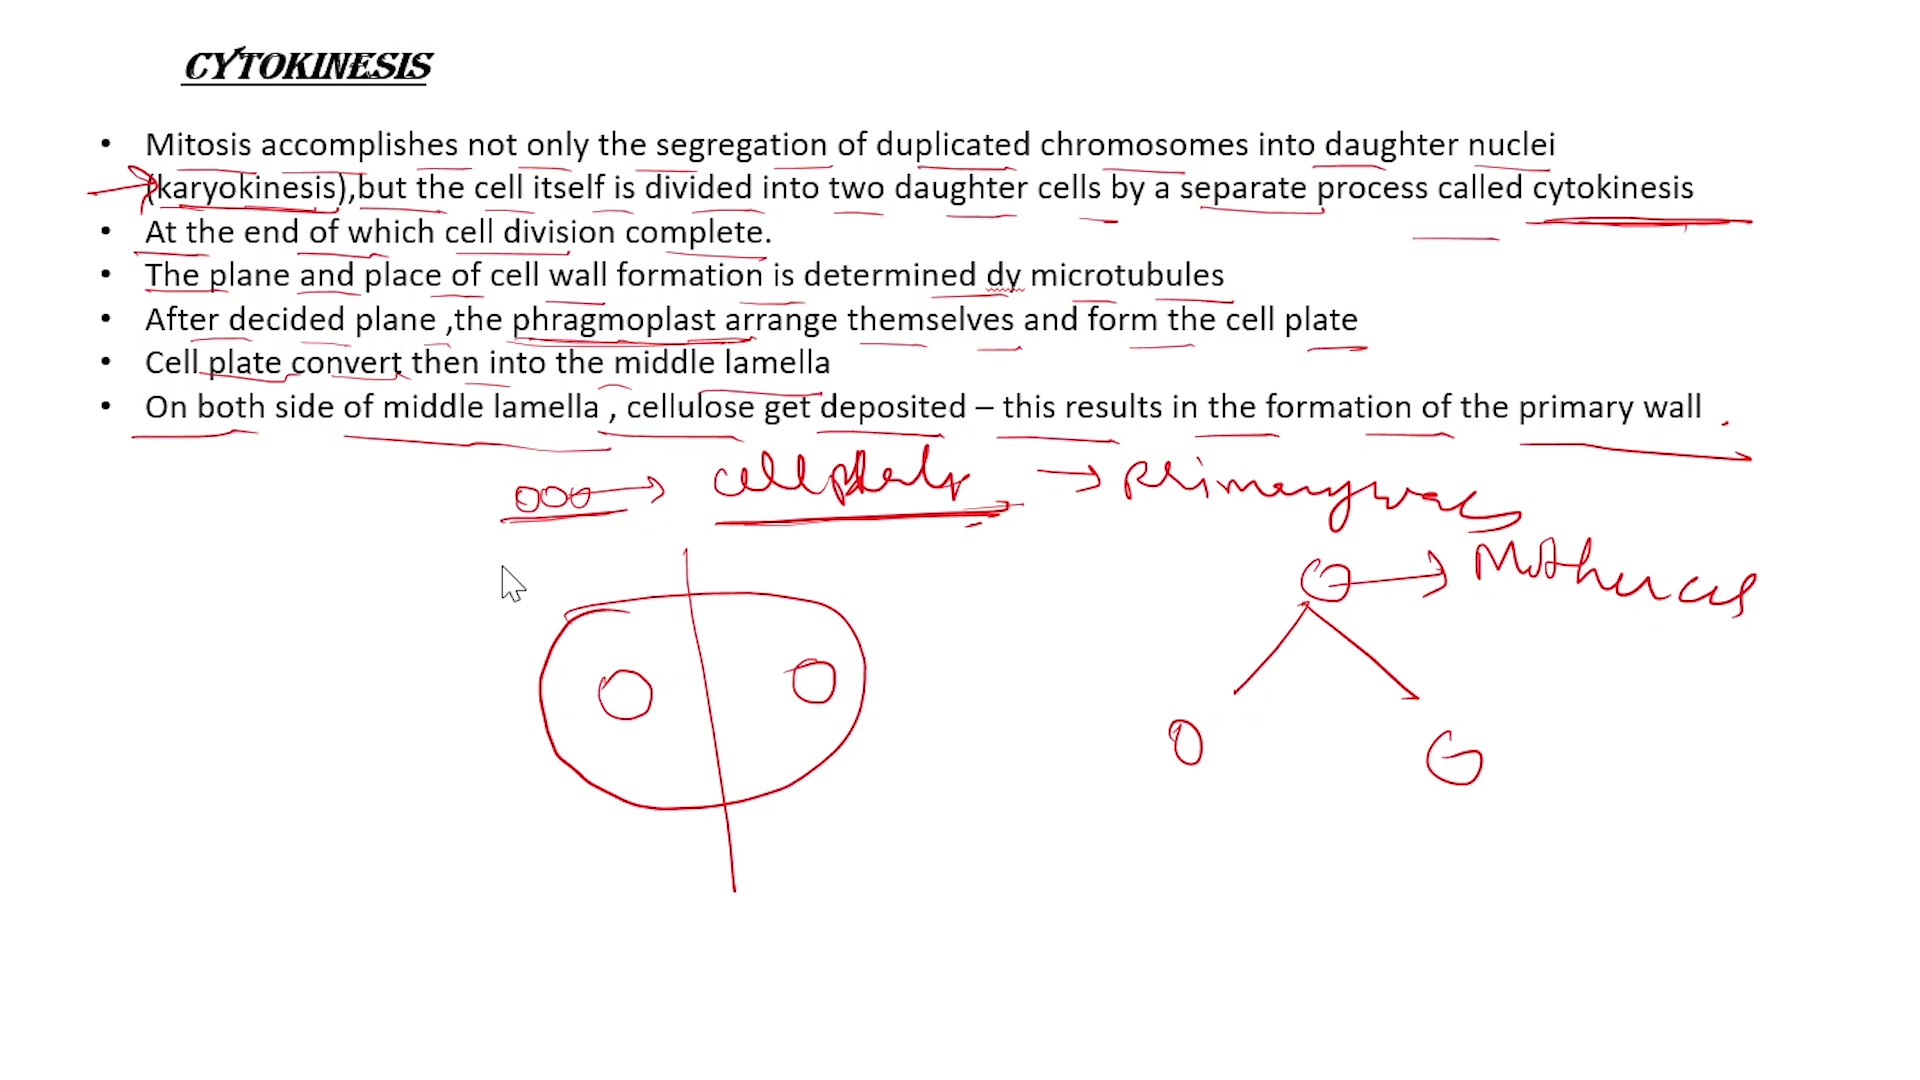 CYTOKINESIS
• Mitosis accomplishes not only the segregation of duplicated chromosomes into daughter nuclei
(karyokinesis),but the cell itself is divided into two daughter cells by a separate process called cytokinesis
• At the end of which cell division complete.
• The plane and place of cell wall formation is determined dy microtubules
• After decided plane ,the phragmoplast arrange themselves and form the cell plate
• Cell plate convert then into the middle lamella
• On both side of middle lamella , cellulose get deposited – this results in the formation of the primary wall
cell plate → Primary wall
Mother cell